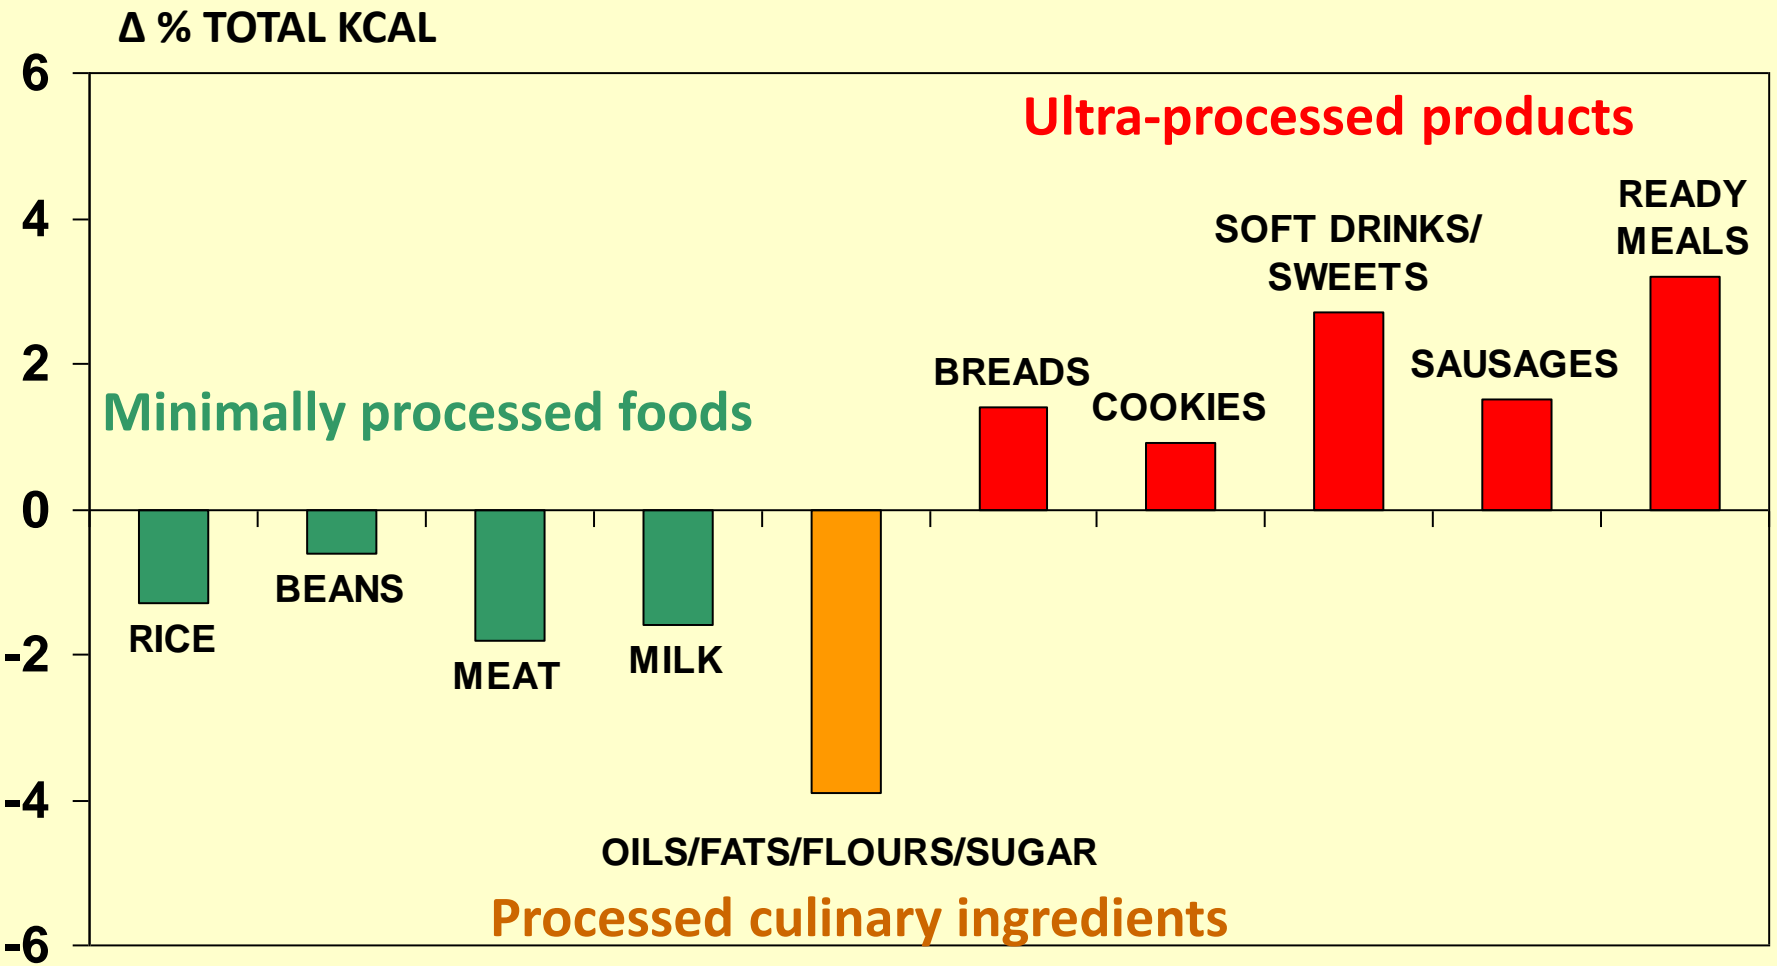 Δ % TOTAL KCAL
6
Ultra-processed products
READY
MEALS
4
SOFT DRINKS/
SWEETS
2
BREADS
SAUSAGES
COOKIES
Minimally processed foods
0
BEANS
RICE
MILK
MEAT
-2
-4
OILS/FATS/FLOURS/SUGAR
Processed culinary ingredients
-6